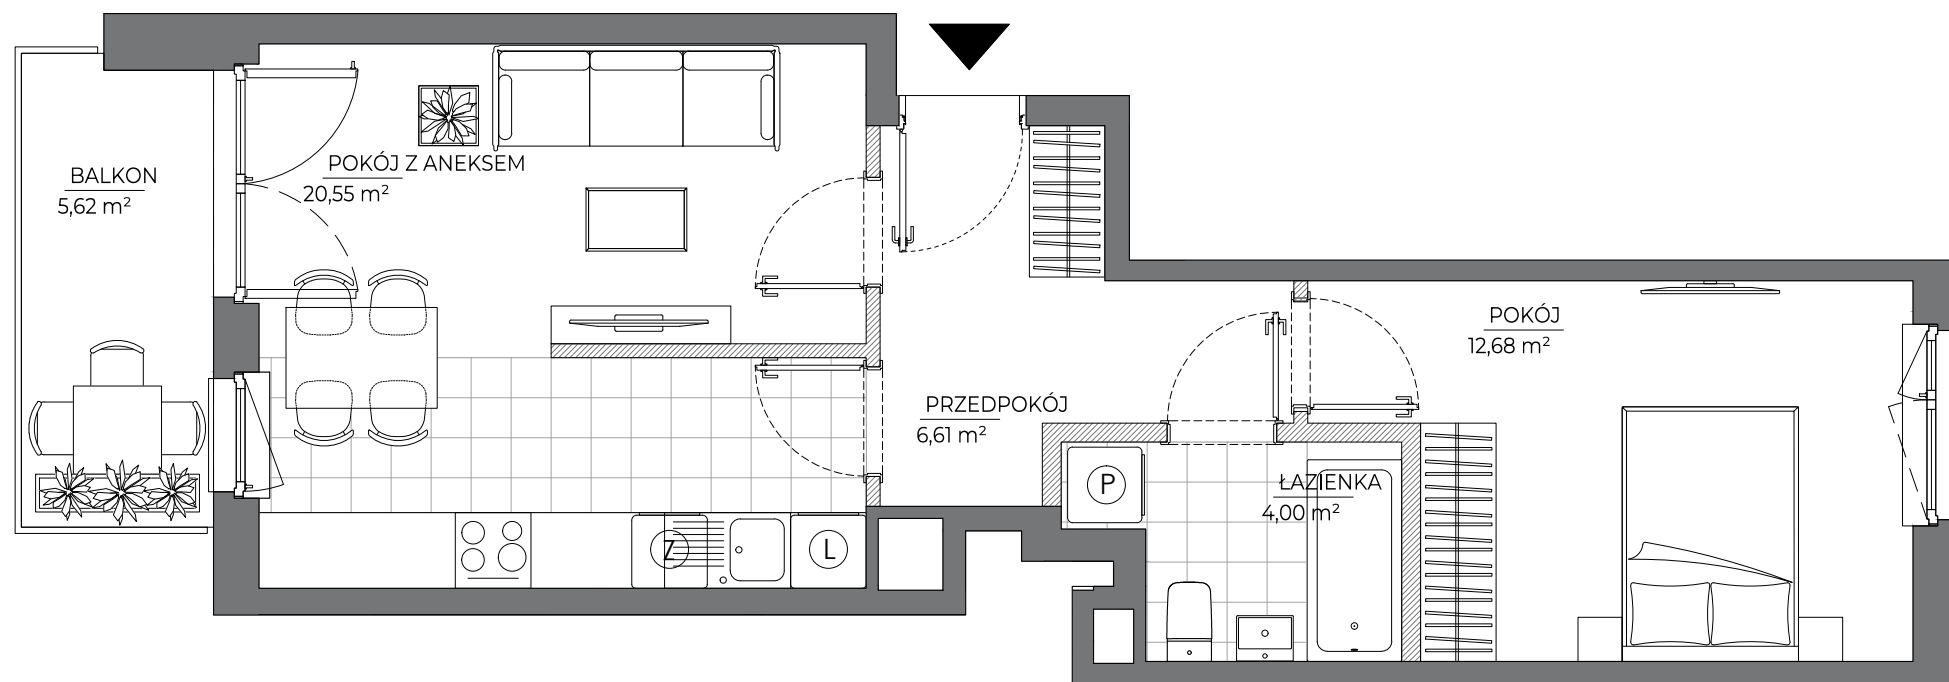 BALKON
5,62 m²
POKÓJ Z ANEKSEM
20,55 m²
PRZEDPOKÓJ
6,61 m²
POKÓJ
12,68 m²
ŁAZIENKA
4,00 m²
P
Z
L